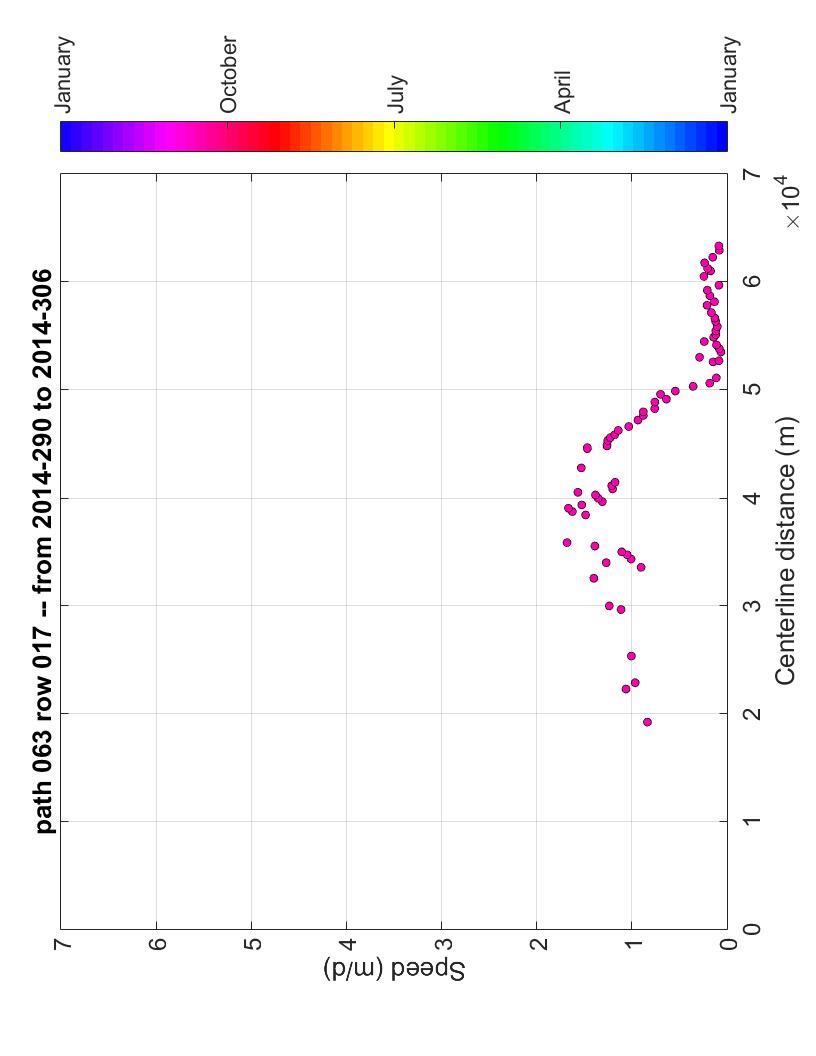 path 063 row 017 -- from 2014-290 to 2014-306
7
6
5
4
3
2
1
0
Speed (m/d)
0
1
2
3
4
5
6
7
×10^4
Centerline distance (m)
January
October
July
April
January